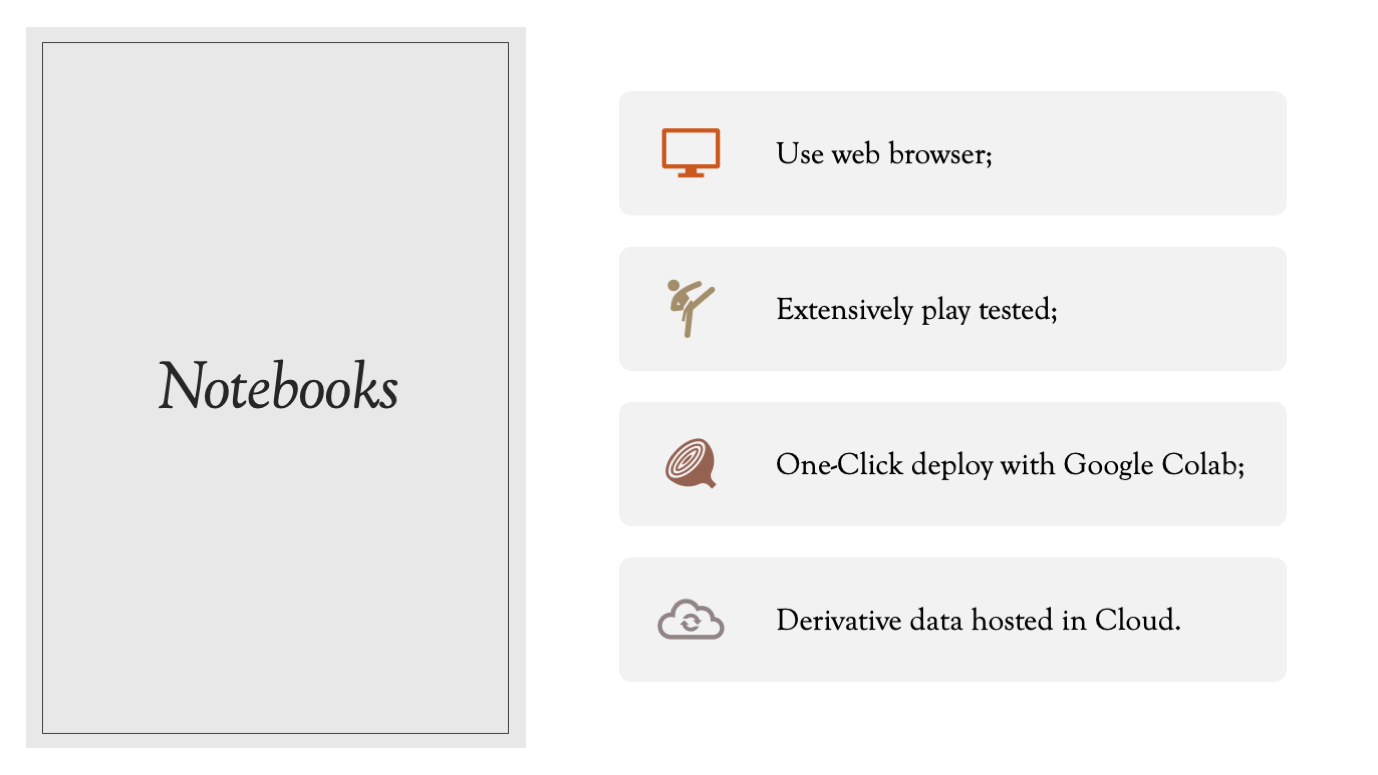 Notebooks
Use web browser;
Extensively play tested;
One-Click deploy with Google Colab;
Derivative data hosted in Cloud.